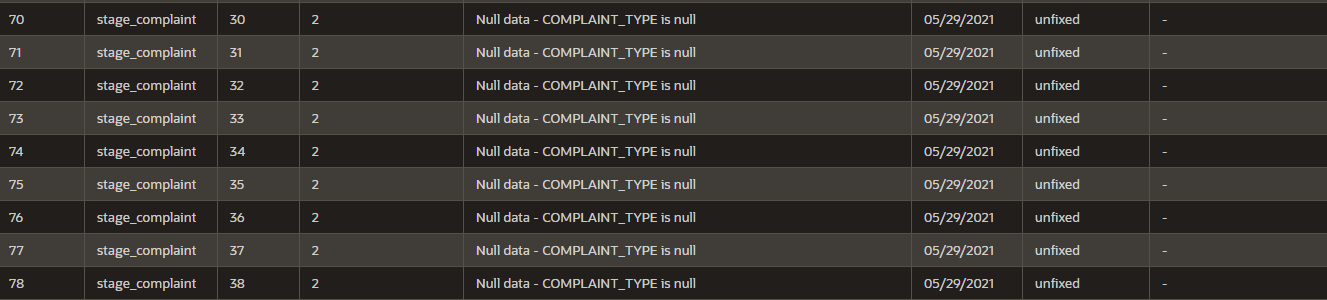 70 stage_complaint 30 2 Null data - COMPLAINT_TYPE is null 05/29/2021 unfixed -
71 stage_complaint 31 2 Null data - COMPLAINT_TYPE is null 05/29/2021 unfixed -
72 stage_complaint 32 2 Null data - COMPLAINT_TYPE is null 05/29/2021 unfixed -
73 stage_complaint 33 2 Null data - COMPLAINT_TYPE is null 05/29/2021 unfixed -
74 stage_complaint 34 2 Null data - COMPLAINT_TYPE is null 05/29/2021 unfixed -
75 stage_complaint 35 2 Null data - COMPLAINT_TYPE is null 05/29/2021 unfixed -
76 stage_complaint 36 2 Null data - COMPLAINT_TYPE is null 05/29/2021 unfixed -
77 stage_complaint 37 2 Null data - COMPLAINT_TYPE is null 05/29/2021 unfixed -
78 stage_complaint 38 2 Null data - COMPLAINT_TYPE is null 05/29/2021 unfixed -